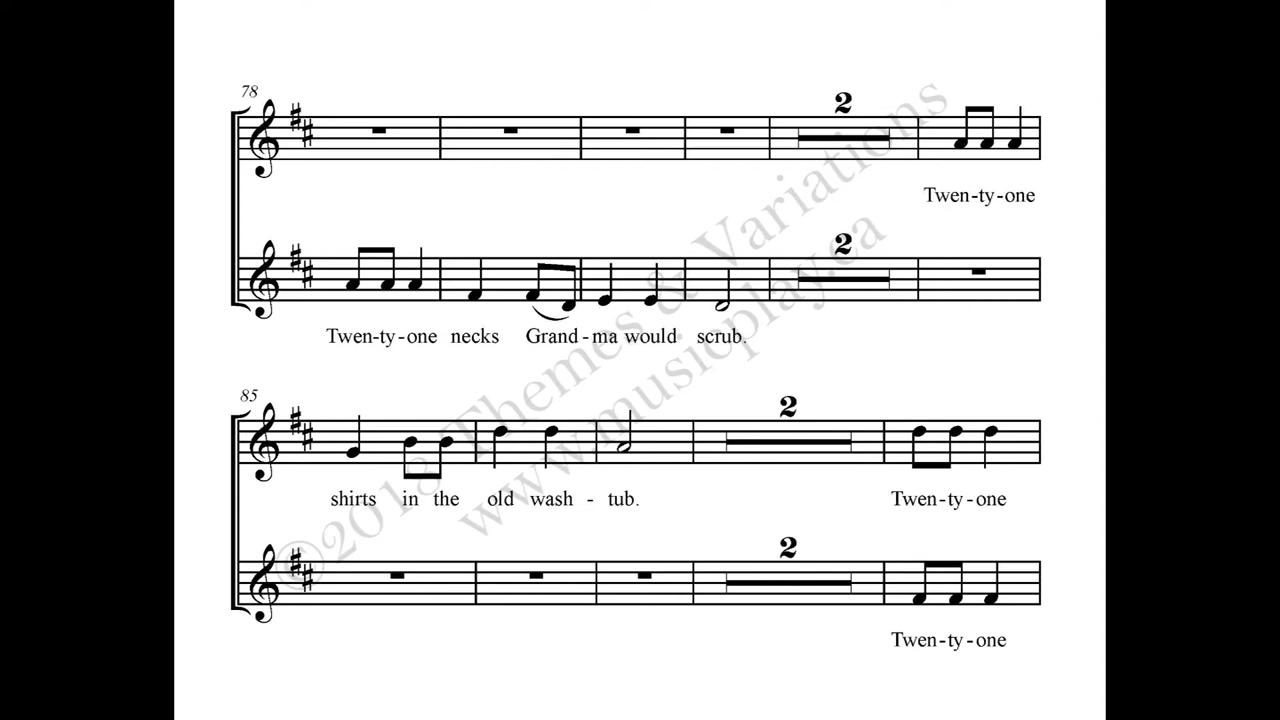 78
2
Twen-ty-one
2
Twen-ty-one necks Grand-ma would scrub.
85
2
shirts in the old wash - tub. Twen-ty-one
2
Twen-ty-one
©2018 Themes & Variations
www.musicplay.ca